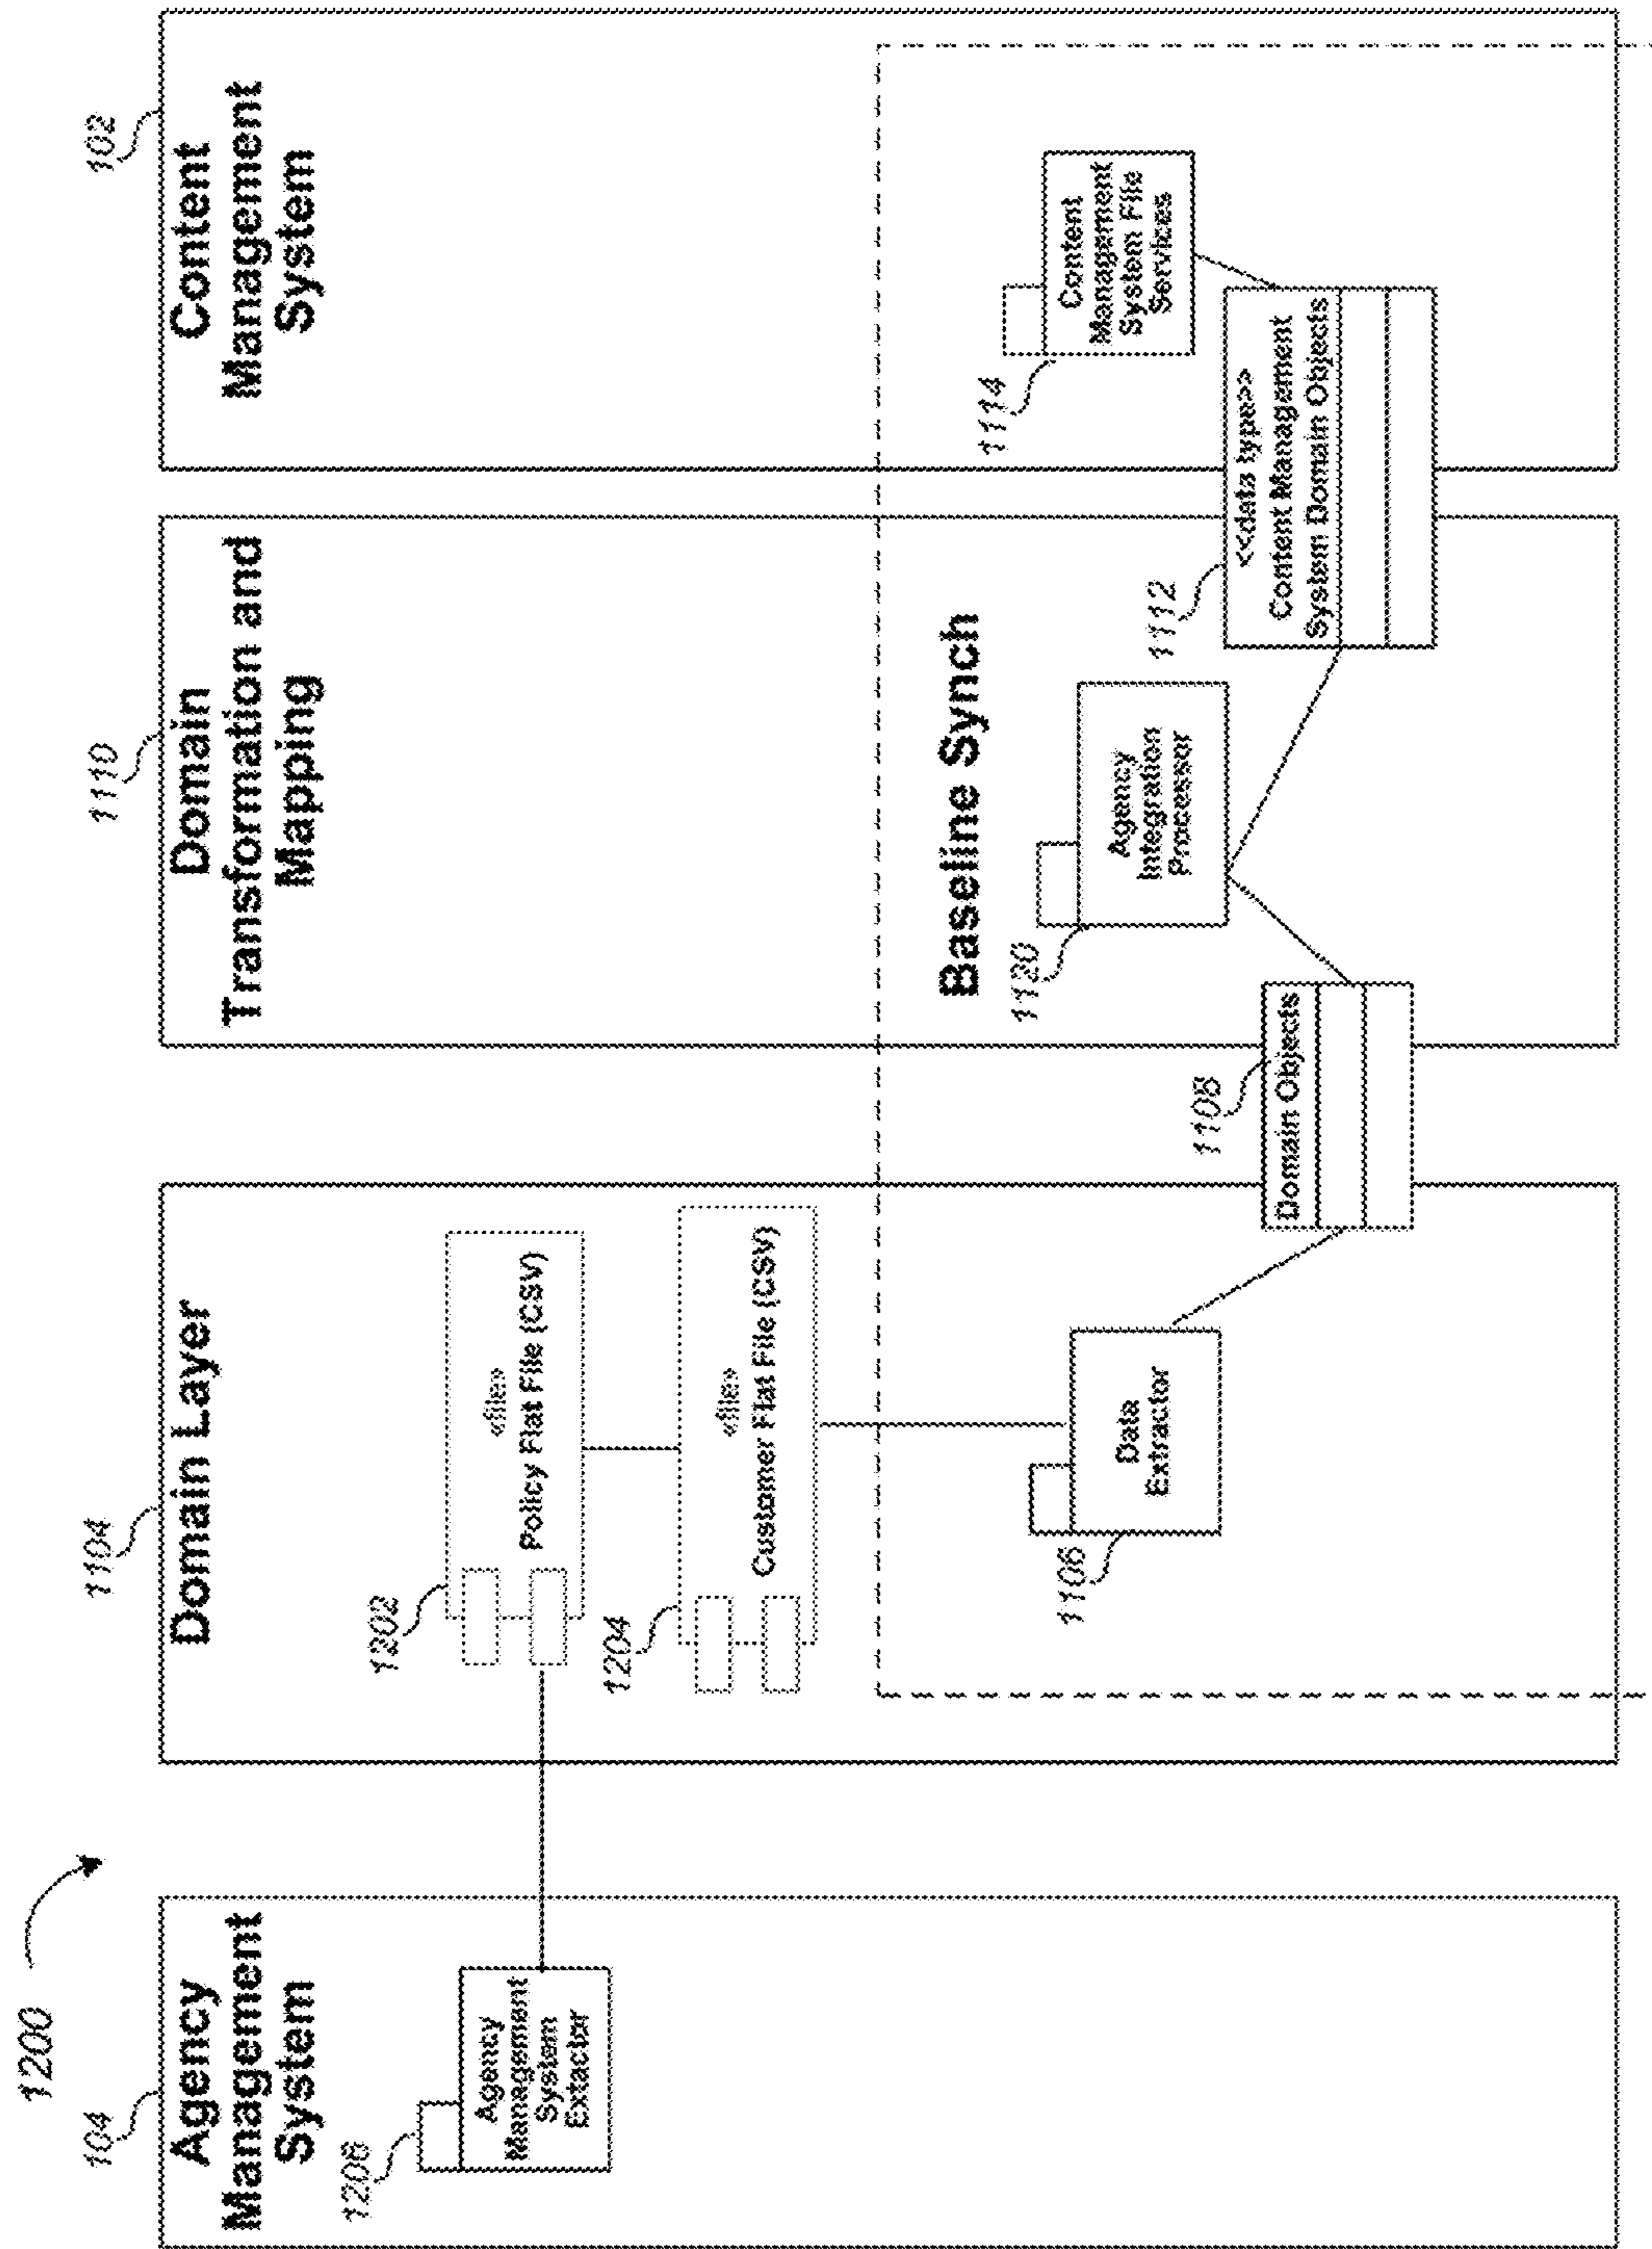 1200
104
Agency
Management
System
1206
Agency
Management
System
Extactor
1104
Domain Layer
1202
«file»
Policy Flat File (CSV)
1204
«file»
Customer Flat File (CSV)
1106
Data
Extractor
1108
Domain Objects
1110
Domain
Transformation and
Mapping
Baseline Synch
1120
Agency
Integration
Processor
1112
<<data type>>
Content Management
System Domain Objects
102
Content
Management
System
1114
Content
Management
System File
Services